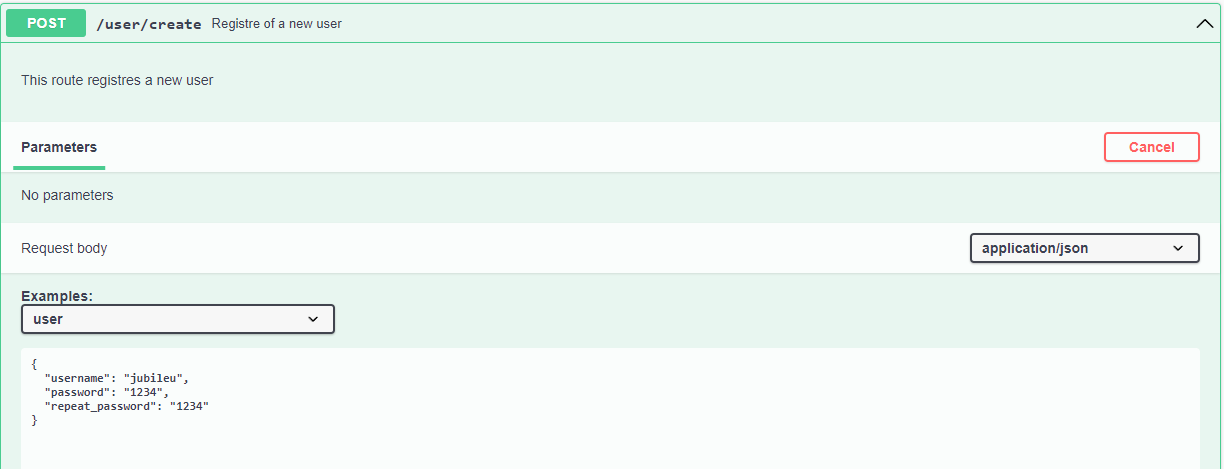 POST /user/create Registre of a new user
This route registres a new user
Parameters Cancel
No parameters
Request body application/json
Examples:
user
{
  "username": "jubileu",
  "password": "1234",
  "repeat_password": "1234"
}